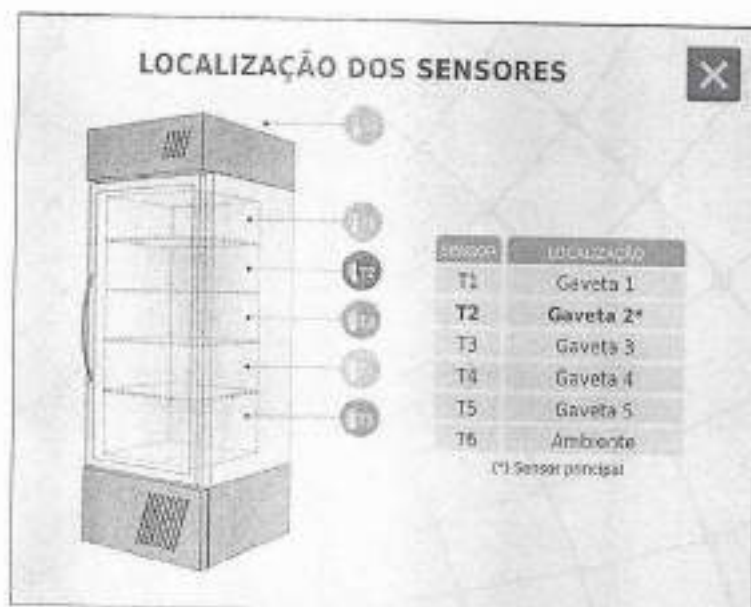 LOCALIZAÇÃO DOS SENSORES
SENSOR LOCALIZAÇÃO
T1 Gaveta 1
T2 Gaveta 2*
T3 Gaveta 3
T4 Gaveta 4
T5 Gaveta 5
T6 Ambiente
(*) Sensor principal